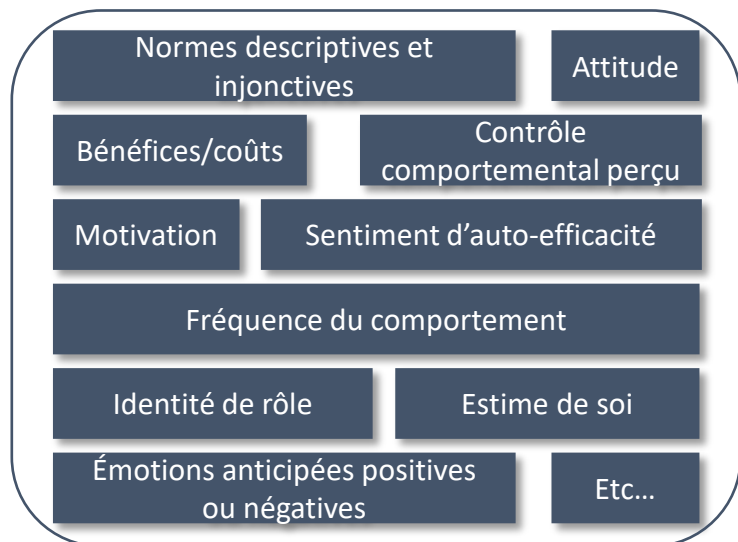 Normes descriptives et
injonctives
Attitude
Bénéfices/coûts
Contrôle
comportemental perçu
Motivation
Sentiment d’auto-efficacité
Fréquence du comportement
Identité de rôle
Estime de soi
Émotions anticipées positives
ou négatives
Etc…